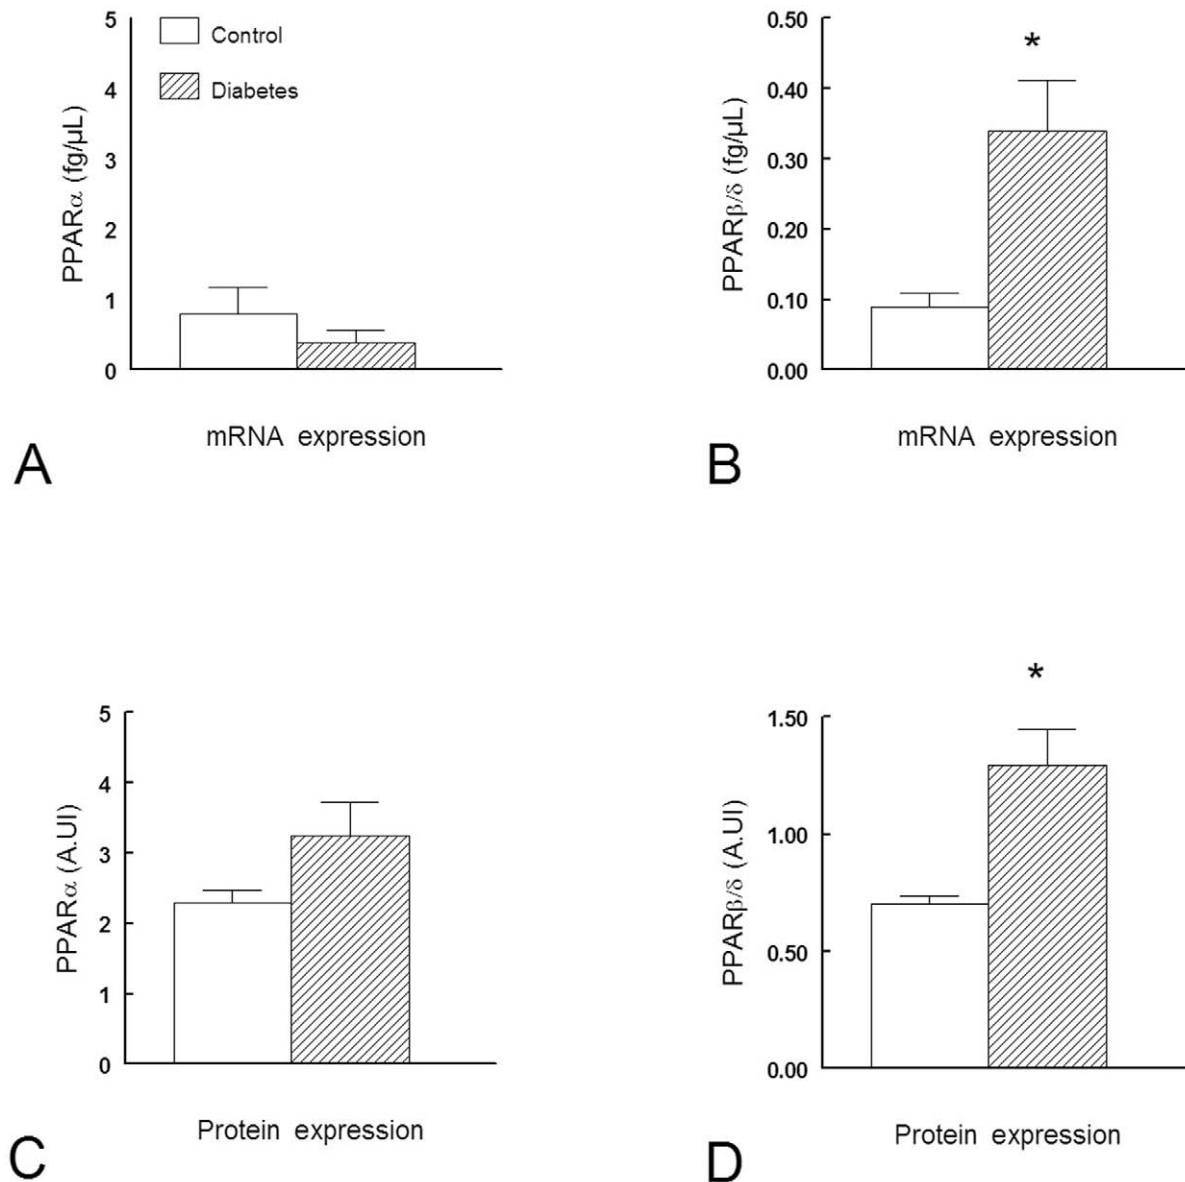 5
4
3
2
1
0
PPARα (fg/μL)
Control
Diabetes
mRNA expression
A
0.50
0.40
0.30
0.20
0.10
0.00
PPARβ/δ (fg/μL)
*
mRNA expression
B
5
4
3
2
1
0
PPARα (A.UI)
Protein expression
C
1.50
1.00
0.50
0.00
PPARβ/δ (A.UI)
*
Protein expression
D